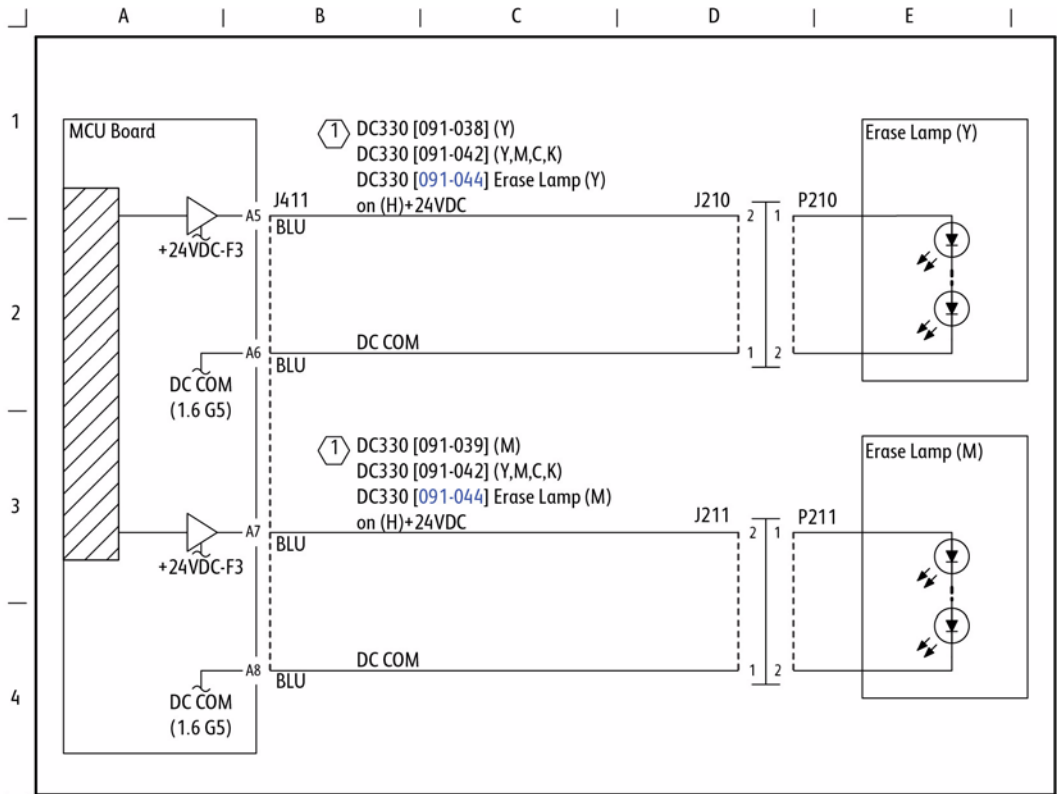 A B C D E
1
MCU Board
1 DC330 [091-038] (Y)
DC330 [091-042] (Y,M,C,K)
DC330 [091-044] Erase Lamp (Y)
on (H)+24VDC
Erase Lamp (Y)
A5 J411
BLU
J210
2 1
P210
+24VDC-F3
2
DC COM
A6
BLU
1 2
DC COM
(1.6 G5)
1 DC330 [091-039] (M)
DC330 [091-042] (Y,M,C,K)
DC330 [091-044] Erase Lamp (M)
on (H)+24VDC
Erase Lamp (M)
3
A7
BLU
J211
2 1
P211
+24VDC-F3
DC COM
A8
BLU
1 2
4
DC COM
(1.6 G5)